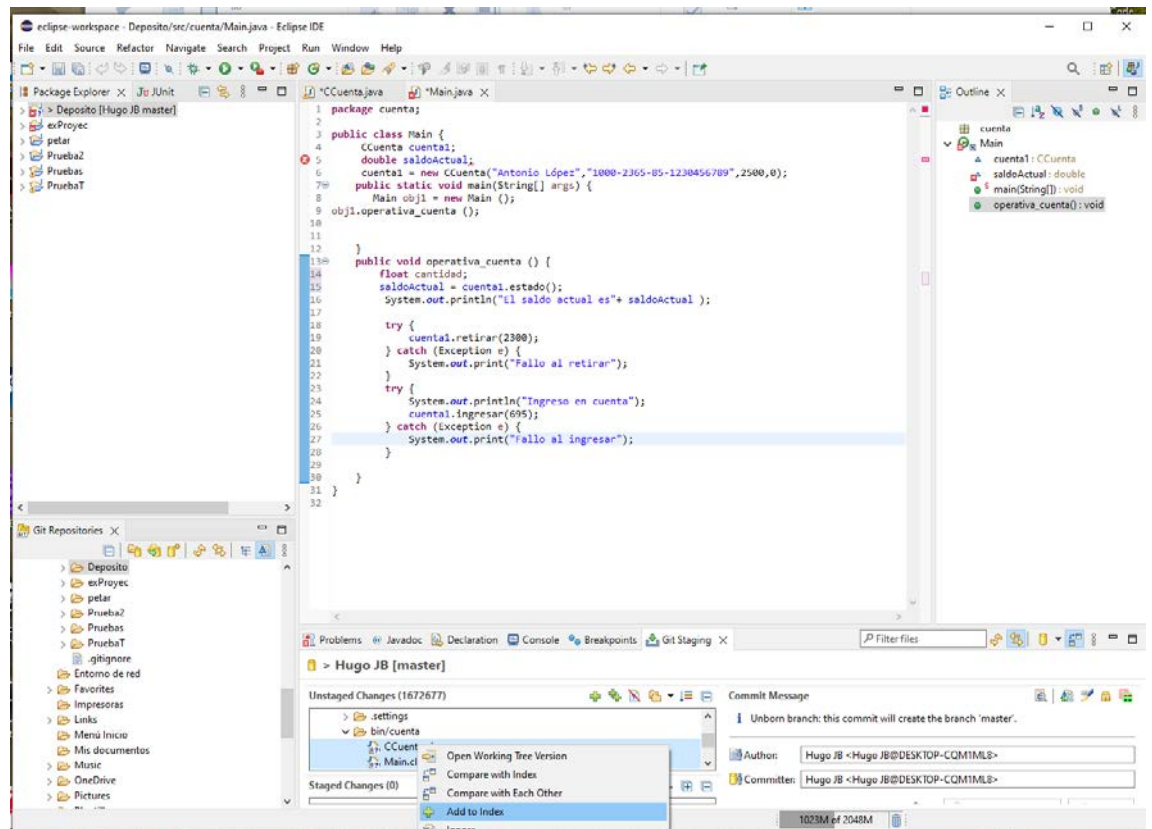 eclipse-workspace - Deposito/src/cuenta/Main.java - Eclipse IDE
File Edit Source Refactor Navigate Search Project Run Window Help
Package Explorer
JUnit
> Deposito [Hugo JB master]
exProyec
petar
Prueba2
Pruebas
PruebaT
*CCuenta.java
*Main.java
1 package cuenta;
2
3 public class Main {
4 CCuenta cuenta1;
5 double saldoActual;
6 cuenta1 = new CCuenta("Antonio López","1000-2365-85-1230456789",2500,0);
7 public static void main(String[] args) {
8 Main obj1 = new Main ();
9 obj1.operativa_cuenta ();
10
11
12 }
13 public void operativa_cuenta () {
14 float cantidad;
15 saldoActual = cuenta1.estado();
16 System.out.println("El saldo actual es"+ saldoActual );
17
18 try {
19 cuenta1.retirar(2300);
20 } catch (Exception e) {
21 System.out.print("Fallo al retirar");
22 }
23 try {
24 System.out.println("Ingreso en cuenta");
25 cuenta1.ingresar(695);
26 } catch (Exception e) {
27 System.out.print("Fallo al ingresar");
28 }
29
30 }
31 }
32
Outline
cuenta
Main
cuenta1 : CCuenta
saldoActual : double
main(String[]) : void
operativa_cuenta() : void
Git Repositories
Deposito
exProyec
petar
Prueba2
Pruebas
PruebaT
.gitignore
Entorno de red
Favorites
Impresoras
Links
Menú Inicio
Mis documentos
Music
OneDrive
Pictures
Problems Javadoc Declaration Console Breakpoints Git Staging
Filter files
> Hugo JB [master]
Unstaged Changes (1672677)
.settings
bin/cuenta
CCuent
Main.cl
Staged Changes (0)
Open Working Tree Version
Compare with Index
Compare with Each Other
Add to Index
Commit Message
Unborn branch: this commit will create the branch 'master'.
Author: Hugo JB <Hugo JB@DESKTOP-CQM1ML8>
Committer: Hugo JB <Hugo JB@DESKTOP-CQM1ML8>
1023M of 2048M